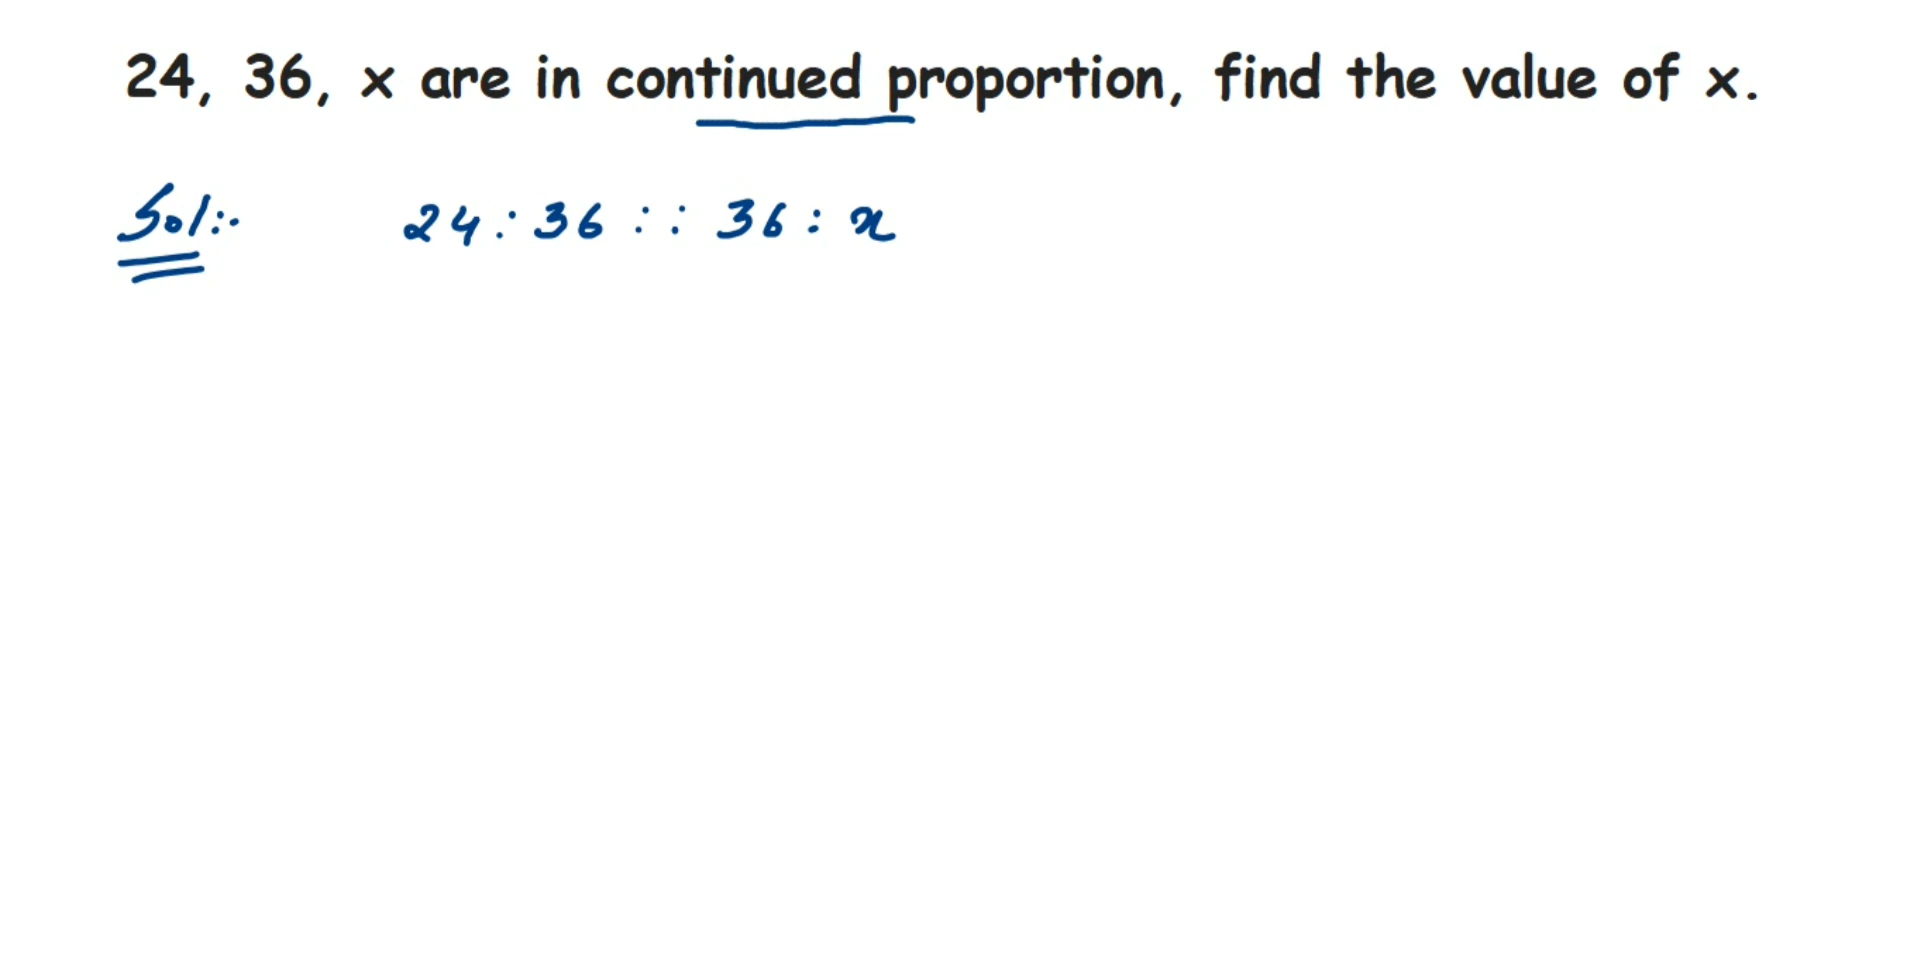 24, 36, x are in continued proportion, find the value of x.
Sol:- 24 : 36 :: 36 : x